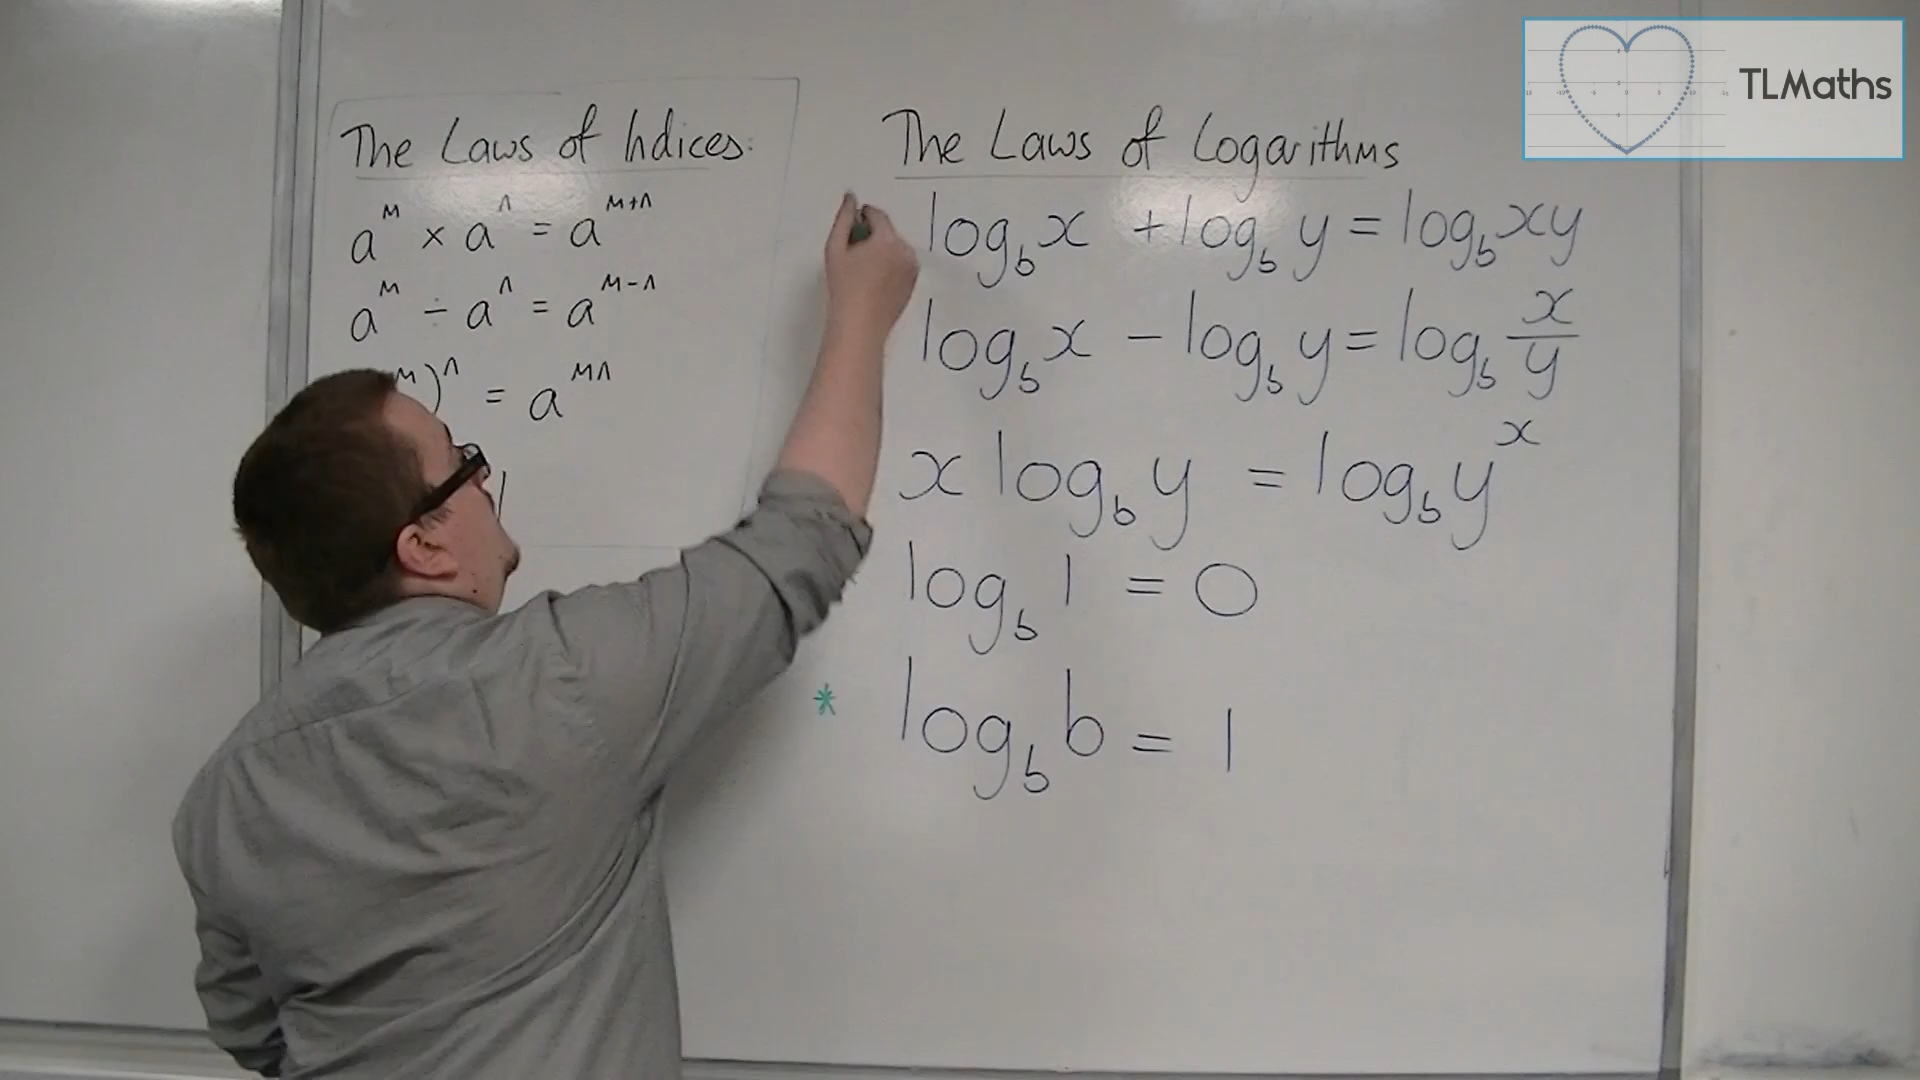 The Laws of Indices:
a^m × a^n = a^(m+n)
a^m ÷ a^n = a^(m-n)
^m)^n = a^(mn)
1
The Laws of Logarithms
log_b x + log_b y = log_b xy
log_b x - log_b y = log_b x/y
x log_b y = log_b y^x
log_b 1 = 0
* log_b b = 1
TLMaths